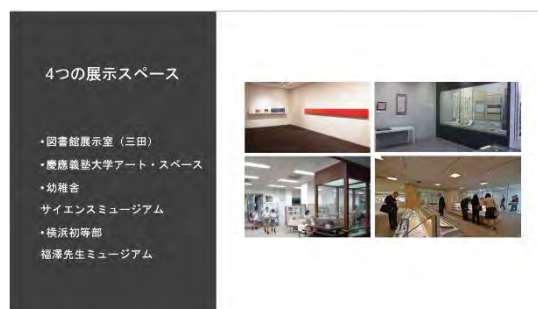 4つの展示スペース
•図書館展示室（三田）
•慶應義塾大学アート・スペース
•幼稚舎
サイエンスミュージアム
•横浜初等部
福澤先生ミュージアム